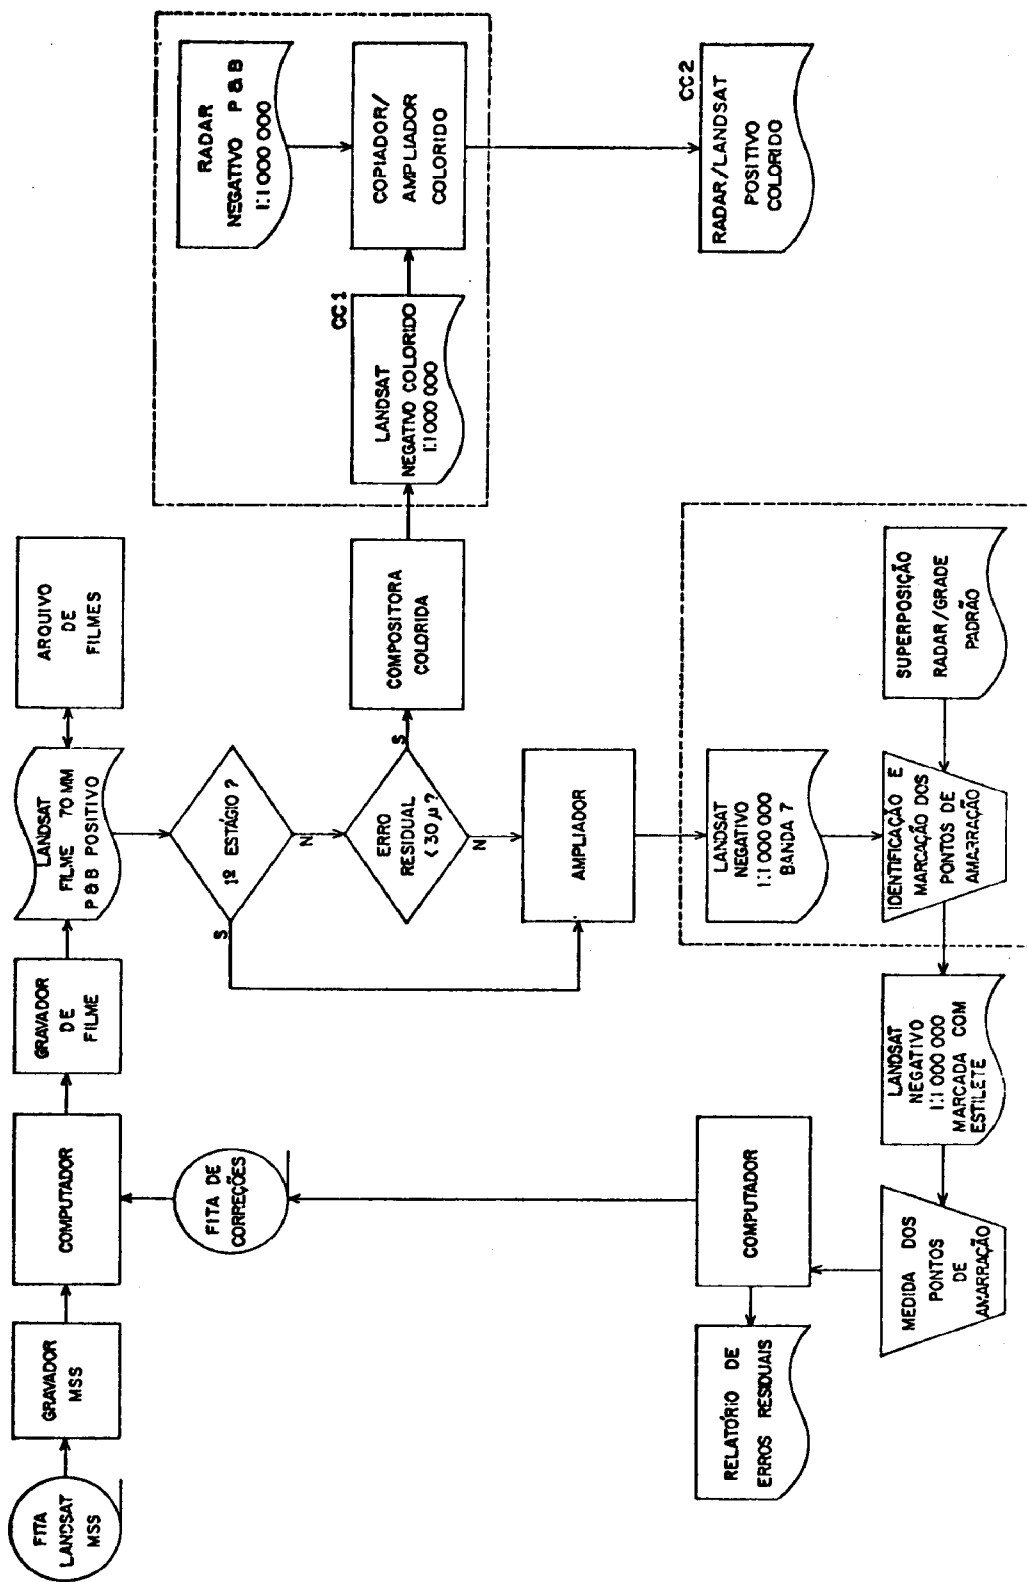 FITA
LANDSAT
MSS
GRAVADOR
MSS
COMPUTADOR
GRAVADOR
DE
FILME
LANDSAT
FILME 70 MM
P & B POSITIVO
ARQUIVO
DE
FILMES
FITA DE
CORREÇÕES
1º ESTÁGIO ?
S
N
ERRO
RESIDUAL
< 30 µ ?
S
N
COMPOSITORA
COLORIDA
CC1
LANDSAT
NEGATIVO COLORIDO
1:1 000 000
RADAR
NEGATIVO P & B
1:1 000 000
COPIADOR/
AMPLIADOR
COLORIDO
AMPLIADOR
CC2
RADAR/LANDSAT
POSITIVO
COLORIDO
LANDSAT
NEGATIVO
1:1 000 000
BANDA 7
SUPERPOSIÇÃO
RADAR/GRADE
PADRÃO
IDENTIFICAÇÃO E
MARCAÇÃO DOS
PONTOS DE
AMARRAÇÃO
LANDSAT
NEGATIVO
1:1 000 000
MARCADA COM
ESTILETE
MEDIDA DOS
PONTOS
DE
AMARRAÇÃO
COMPUTADOR
RELATÓRIO DE
ERROS RESIDUAIS